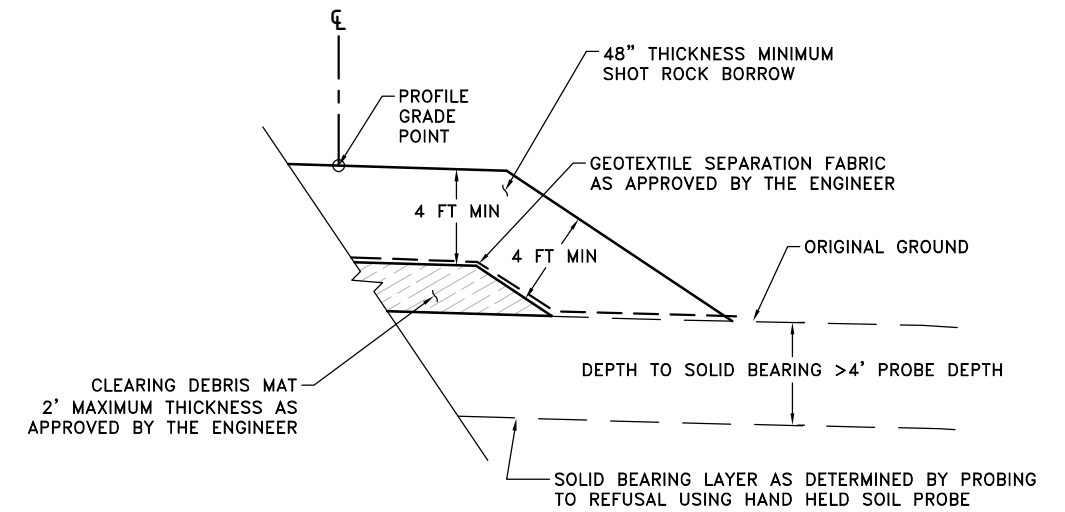 ℄
48” THICKNESS MINIMUM
SHOT ROCK BORROW
PROFILE
GRADE
POINT
GEOTEXTILE SEPARATION FABRIC
AS APPROVED BY THE ENGINEER
4 FT MIN
4 FT MIN
ORIGINAL GROUND
DEPTH TO SOLID BEARING >4’ PROBE DEPTH
CLEARING DEBRIS MAT
2’ MAXIMUM THICKNESS AS
APPROVED BY THE ENGINEER
SOLID BEARING LAYER AS DETERMINED BY PROBING
TO REFUSAL USING HAND HELD SOIL PROBE